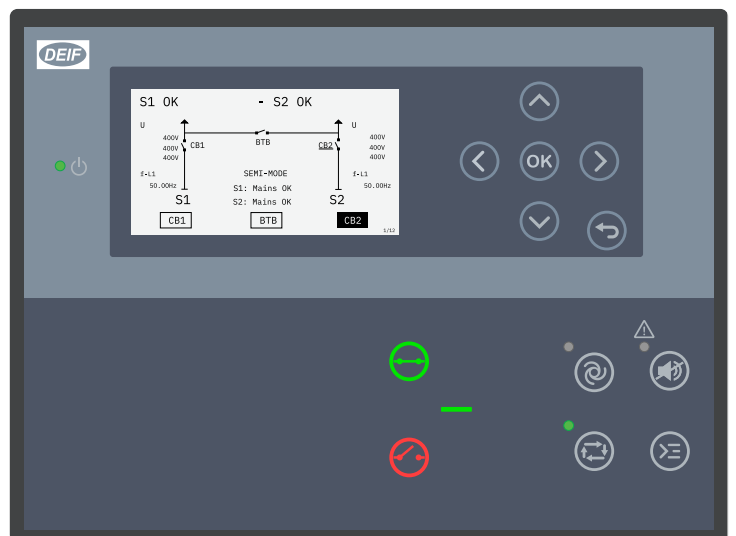 DEIF
S1 OK - S2 OK
U U
400V CB1 BTB CB2 400V
400V 400V
400V 400V
f-L1 SEMI-MODE f-L1
50.00Hz S1: Mains OK 50.00Hz
S1 S2: Mains OK S2
CB1 BTB CB2
1/12
OK